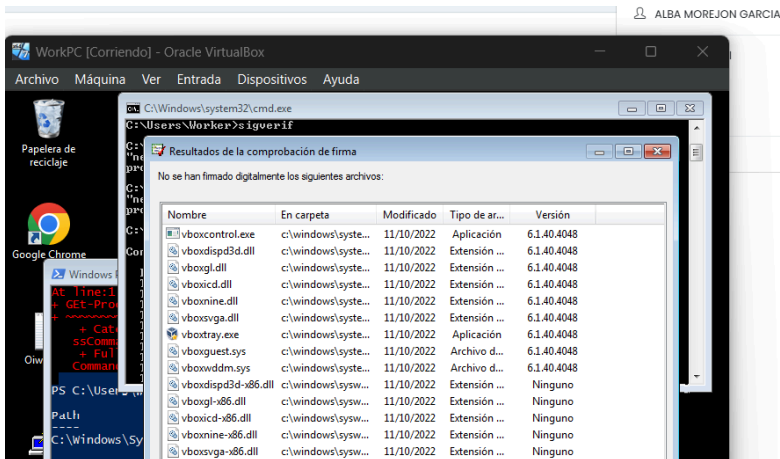 ALBA MOREJON GARCIA
WorkPC [Corriendo] - Oracle VirtualBox
Archivo Máquina Ver Entrada Dispositivos Ayuda
Papelera de
reciclaje
Google Chrome
C:\Windows\system32\cmd.exe
C:\Users\Worker>sigverif
Resultados de la comprobación de firma
No se han firmado digitalmente los siguientes archivos:
Nombre En carpeta Modificado Tipo de ar... Versión
vboxcontrol.exe c:\windows\syste... 11/10/2022 Aplicación 6.1.40.4048
vboxdispd3d.dll c:\windows\syste... 11/10/2022 Extensión ... 6.1.40.4048
vboxgl.dll c:\windows\syste... 11/10/2022 Extensión ... 6.1.40.4048
vboxicd.dll c:\windows\syste... 11/10/2022 Extensión ... 6.1.40.4048
vboxnine.dll c:\windows\syste... 11/10/2022 Extensión ... 6.1.40.4048
vboxsvga.dll c:\windows\syste... 11/10/2022 Extensión ... 6.1.40.4048
vboxtray.exe c:\windows\syste... 11/10/2022 Aplicación 6.1.40.4048
vboxguest.sys c:\windows\syste... 11/10/2022 Archivo d... 6.1.40.4048
vboxwddm.sys c:\windows\syste... 11/10/2022 Archivo d... 6.1.40.4048
vboxdispd3d-x86.dll c:\windows\sysw... 11/10/2022 Extensión ... Ninguno
vboxgl-x86.dll c:\windows\sysw... 11/10/2022 Extensión ... Ninguno
vboxicd-x86.dll c:\windows\sysw... 11/10/2022 Extensión ... Ninguno
vboxnine-x86.dll c:\windows\sysw... 11/10/2022 Extensión ... Ninguno
vboxsvga-x86.dll c:\windows\sysw... 11/10/2022 Extensión ... Ninguno
Windows
At line:1
+ GEt-Pro
+ ~~~~~~~
+ Cate
ssComma
+ Ful
Comman
PS C:\User
Path
----
C:\Windows\Sy